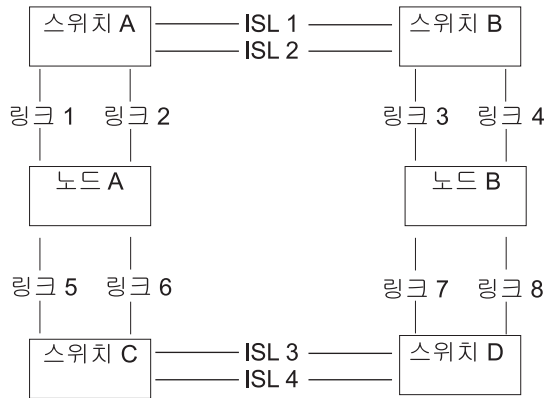 스위치 A
ISL 1
ISL 2
스위치 B
링크 1
링크 2
링크 3
링크 4
노드 A
노드 B
링크 5
링크 6
링크 7
링크 8
스위치 C
ISL 3
ISL 4
스위치 D